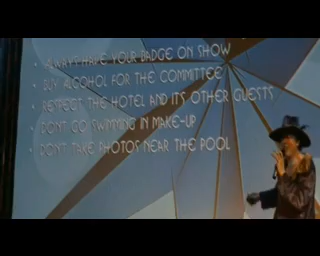 • ALWAYS HAVE YOUR BADGE ON SHOW
• BUY ALCOHOL FOR THE COMMITTEE
• RESPECT THE HOTEL AND ITS OTHER GUESTS
• DON'T GO SWIMMING IN MAKE-UP
• DON'T TAKE PHOTOS NEAR THE POOL